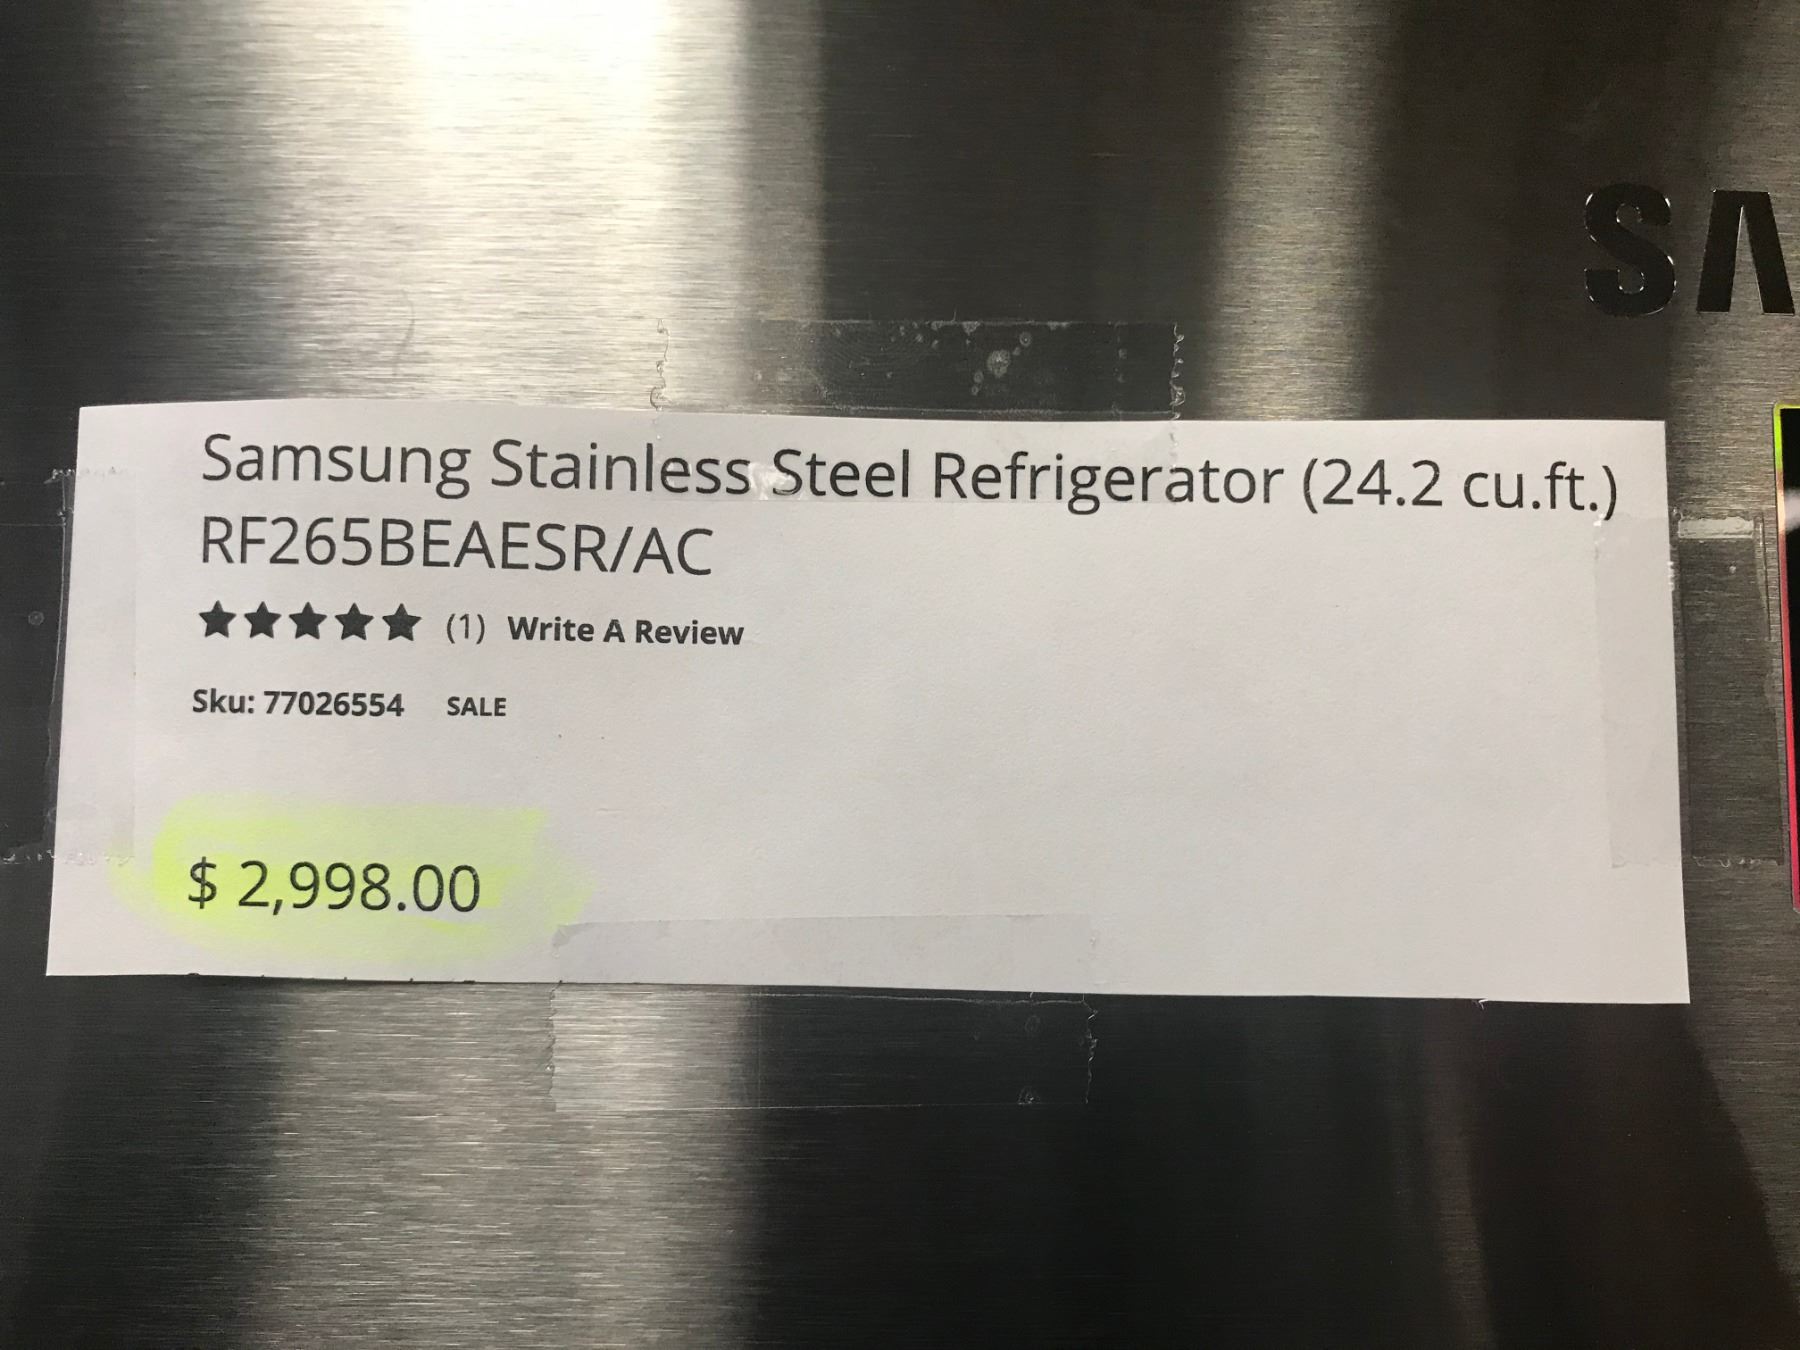 SA
Samsung Stainless Steel Refrigerator (24.2 cu.ft.)
RF265BEAESR/AC
★★★★★ (1) Write A Review
Sku: 77026554 SALE
$ 2,998.00